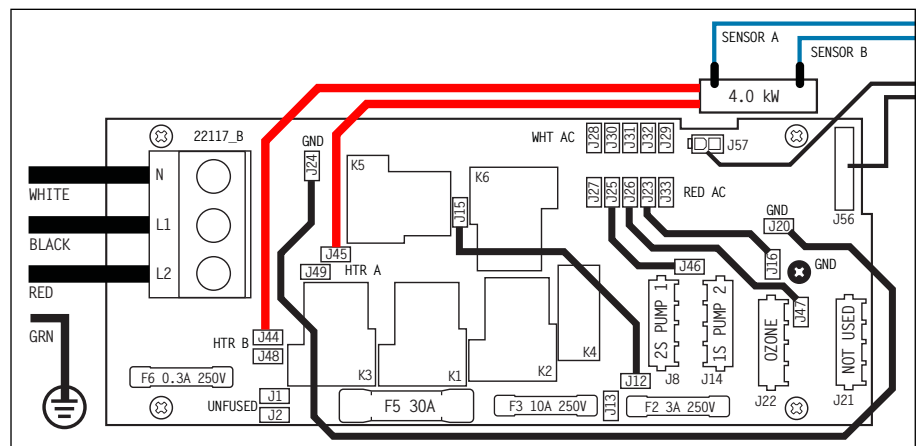 SENSOR A
SENSOR B
4.0 kW
22117_B
GND
J24
WHT AC
J28
J30
J31
J32
J29
J57
K5
K6
N
WHITE
L1
BLACK
L2
RED
GRN
J15
J27
J25
J26
J23
J33
RED AC
J56
GND
J20
J45
J49
HTR A
J46
J16
GND
J47
J44
HTR B
J48
K3
K1
K2
K4
2S PUMP 1
1S PUMP 2
OZONE
NOT USED
J8
J14
J22
J21
J12
J13
F6 0.3A 250V
UNFUSED
J1
J2
F5 30A
F3 10A 250V
F2 3A 250V